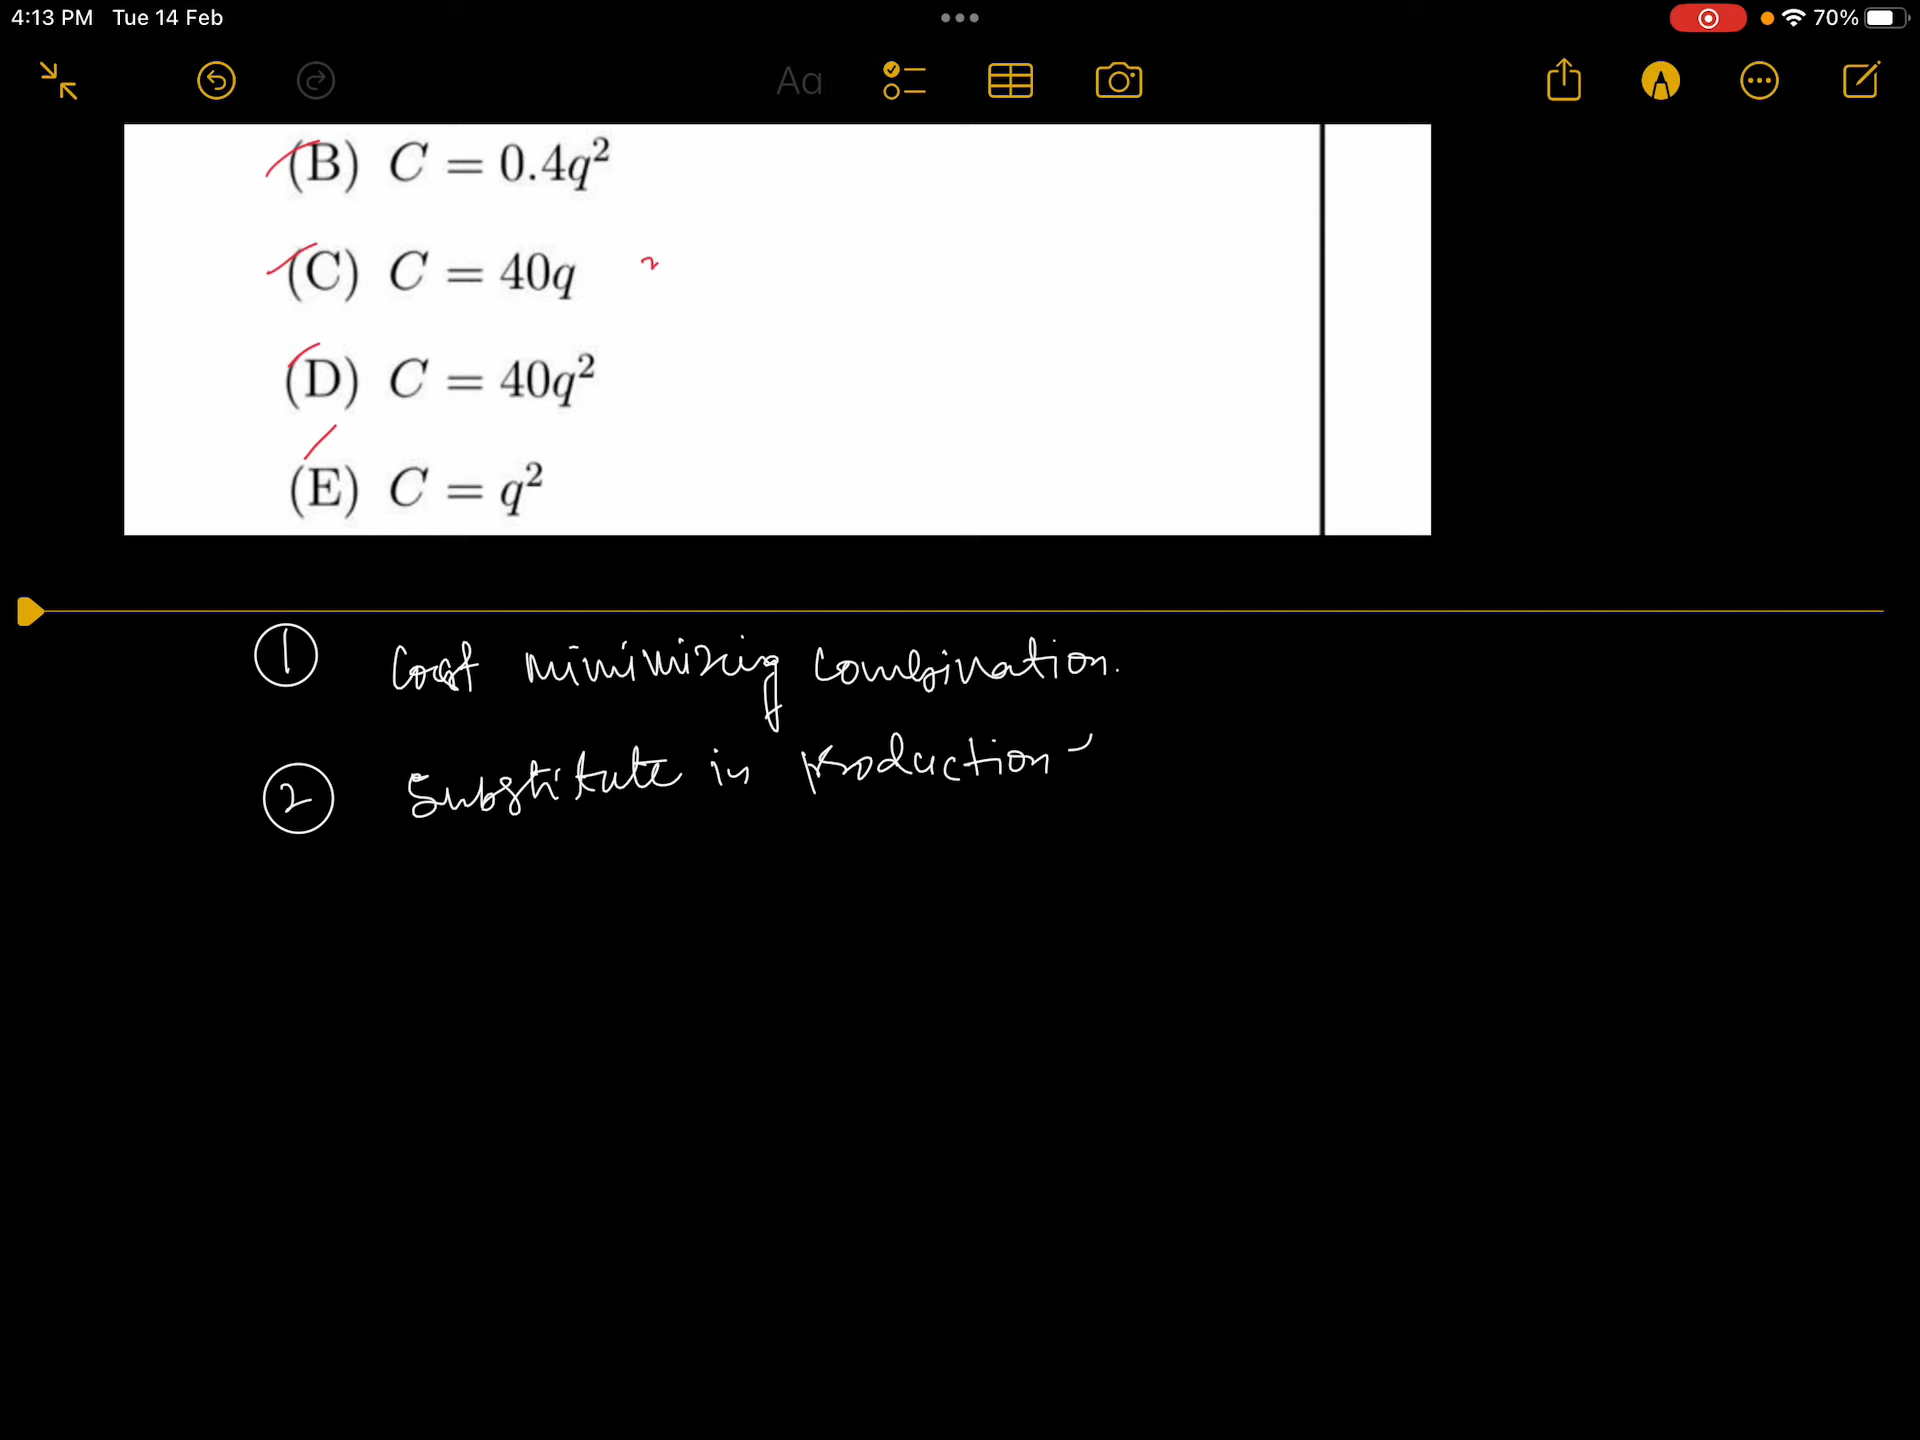 4:13 PM Tue 14 Feb
70%
Aa
(B) C = 0.4q²
(C) C = 40q
(D) C = 40q²
(E) C = q²
① Cost minimizing combination.
② Substitute in production